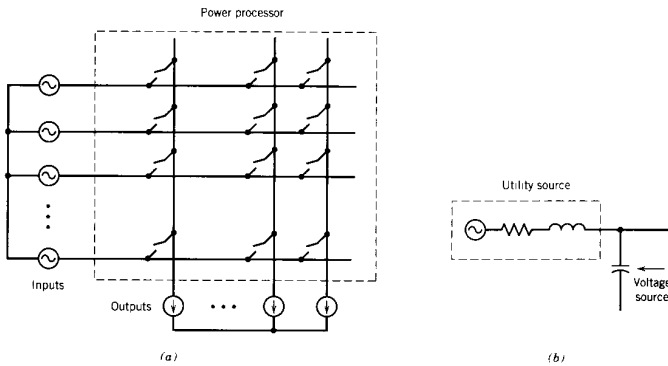 Power processor
Inputs
Outputs
(a)
Utility source
Voltage
source
(b)